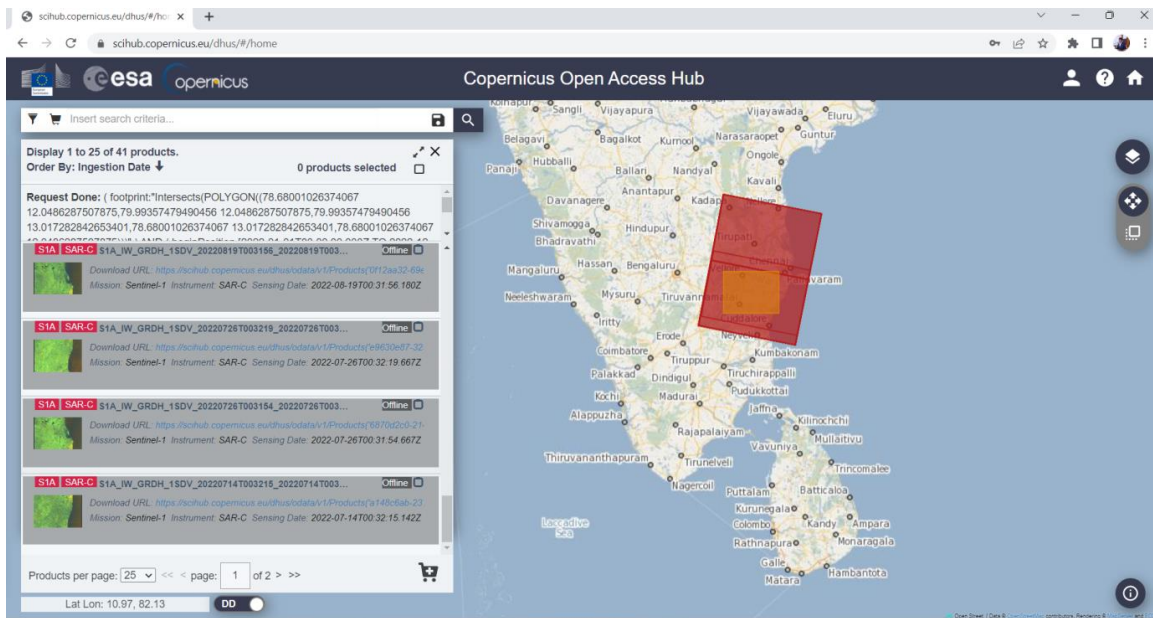 scihub.copernicus.eu/dhus/#/ho
scihub.copernicus.eu/dhus/#/home
esa
opernicus
Copernicus Open Access Hub
Insert search criteria...
Display 1 to 25 of 41 products.
Order By: Ingestion Date
0 products selected
Request Done: ( footprint:"Intersects(POLYGON((78.68001026374067
12.0486287507875,79.99357479490456 12.0486287507875,79.99357479490456
13.017282842653401,78.68001026374067 13.017282842653401,78.68001026374067
S1A SAR-C S1A_IW_GRDH_1SDV_20220819T003156_20220819T003... Offline
Download URL: https://scihub.copernicus.eu/dhus/odata/v1/Products('0f12aa32-69e
Mission: Sentinel-1 Instrument: SAR-C Sensing Date: 2022-08-19T00:31:56.180Z
S1A SAR-C S1A_IW_GRDH_1SDV_20220726T003219_20220726T003... Offline
Download URL: https://scihub.copernicus.eu/dhus/odata/v1/Products('e9630e87-32
Mission: Sentinel-1 Instrument: SAR-C Sensing Date: 2022-07-26T00:32:19.667Z
S1A SAR-C S1A_IW_GRDH_1SDV_20220726T003154_20220726T003... Offline
Download URL: https://scihub.copernicus.eu/dhus/odata/v1/Products('6870d2c0-21
Mission: Sentinel-1 Instrument: SAR-C Sensing Date: 2022-07-26T00:31:54.667Z
S1A SAR-C S1A_IW_GRDH_1SDV_20220714T003215_20220714T003... Offline
Download URL: https://scihub.copernicus.eu/dhus/odata/v1/Products('a148c6ab-23
Mission: Sentinel-1 Instrument: SAR-C Sensing Date: 2022-07-14T00:32:15.142Z
Products per page: 25 << < page: 1 of 2 > >>
Lat Lon: 10.97, 82.13
DD
Sangli Vijayapura Vijayawada Eluru
Belagavi Bagalkot Kurnool Narasaraopet Guntur
Panaji Hubballi Ballari Nandyal Ongole
Kavali
Anantapur
Davanagere Kadapa Nellore
Shivamogga Hindupur Tirupati
Bhadravathi
Mangaluru Hassan Bengaluru Vellore Chennai
varam
Neeleshwaram Mysuru Tiruvannamalai
Iritty Cuddalore
Erode Neyveli
Coimbatore Tiruppur Kumbakonam
Palakkad Dindigul Tiruchirappalli
Kochi Madurai Pudukkottai
Alappuzha Jaffna Kilinochchi
Rajapalaiyam Mullaitivu
Vavuniya
Thiruvananthapuram Tirunelveli Trincomalee
Nagercoil Puttalam Batticaloa
Kurunegala
Laccadive Colombo Kandy Ampara
Sea
Rathnapura Monaragala
Galle
Matara Hambantota